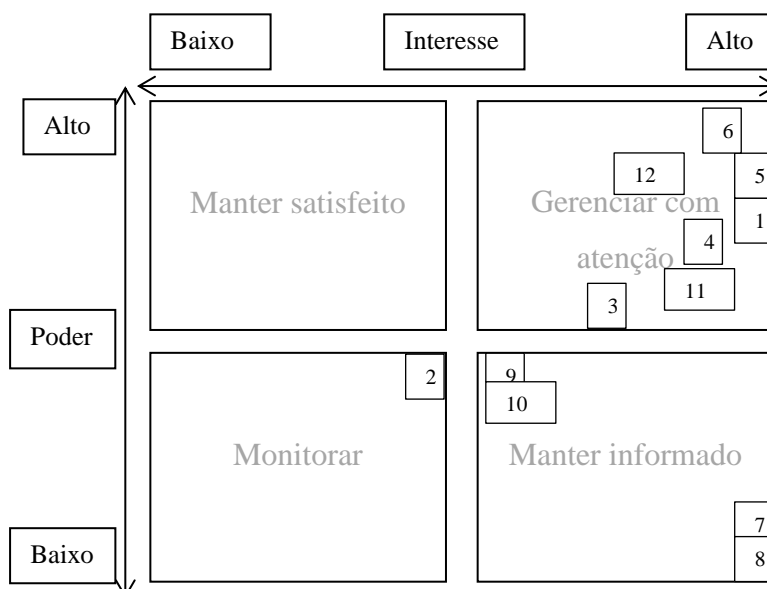 Baixo
Interesse
Alto
Alto
6
12
5
Manter satisfeito
Gerenciar com
1
4
atenção
11
3
Poder
2
9
10
Monitorar
Manter informado
7
Baixo
8